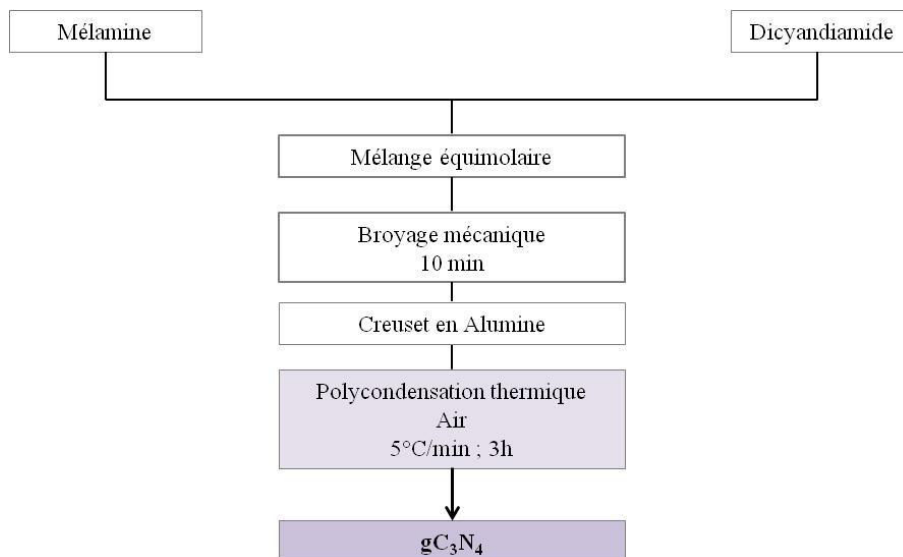 Mélamine
Dicyandiamide
Mélange équimolaire
Broyage mécanique
10 min
Creuset en Alumine
Polycondensation thermique
Air
5°C/min ; 3h
gC₃N₄